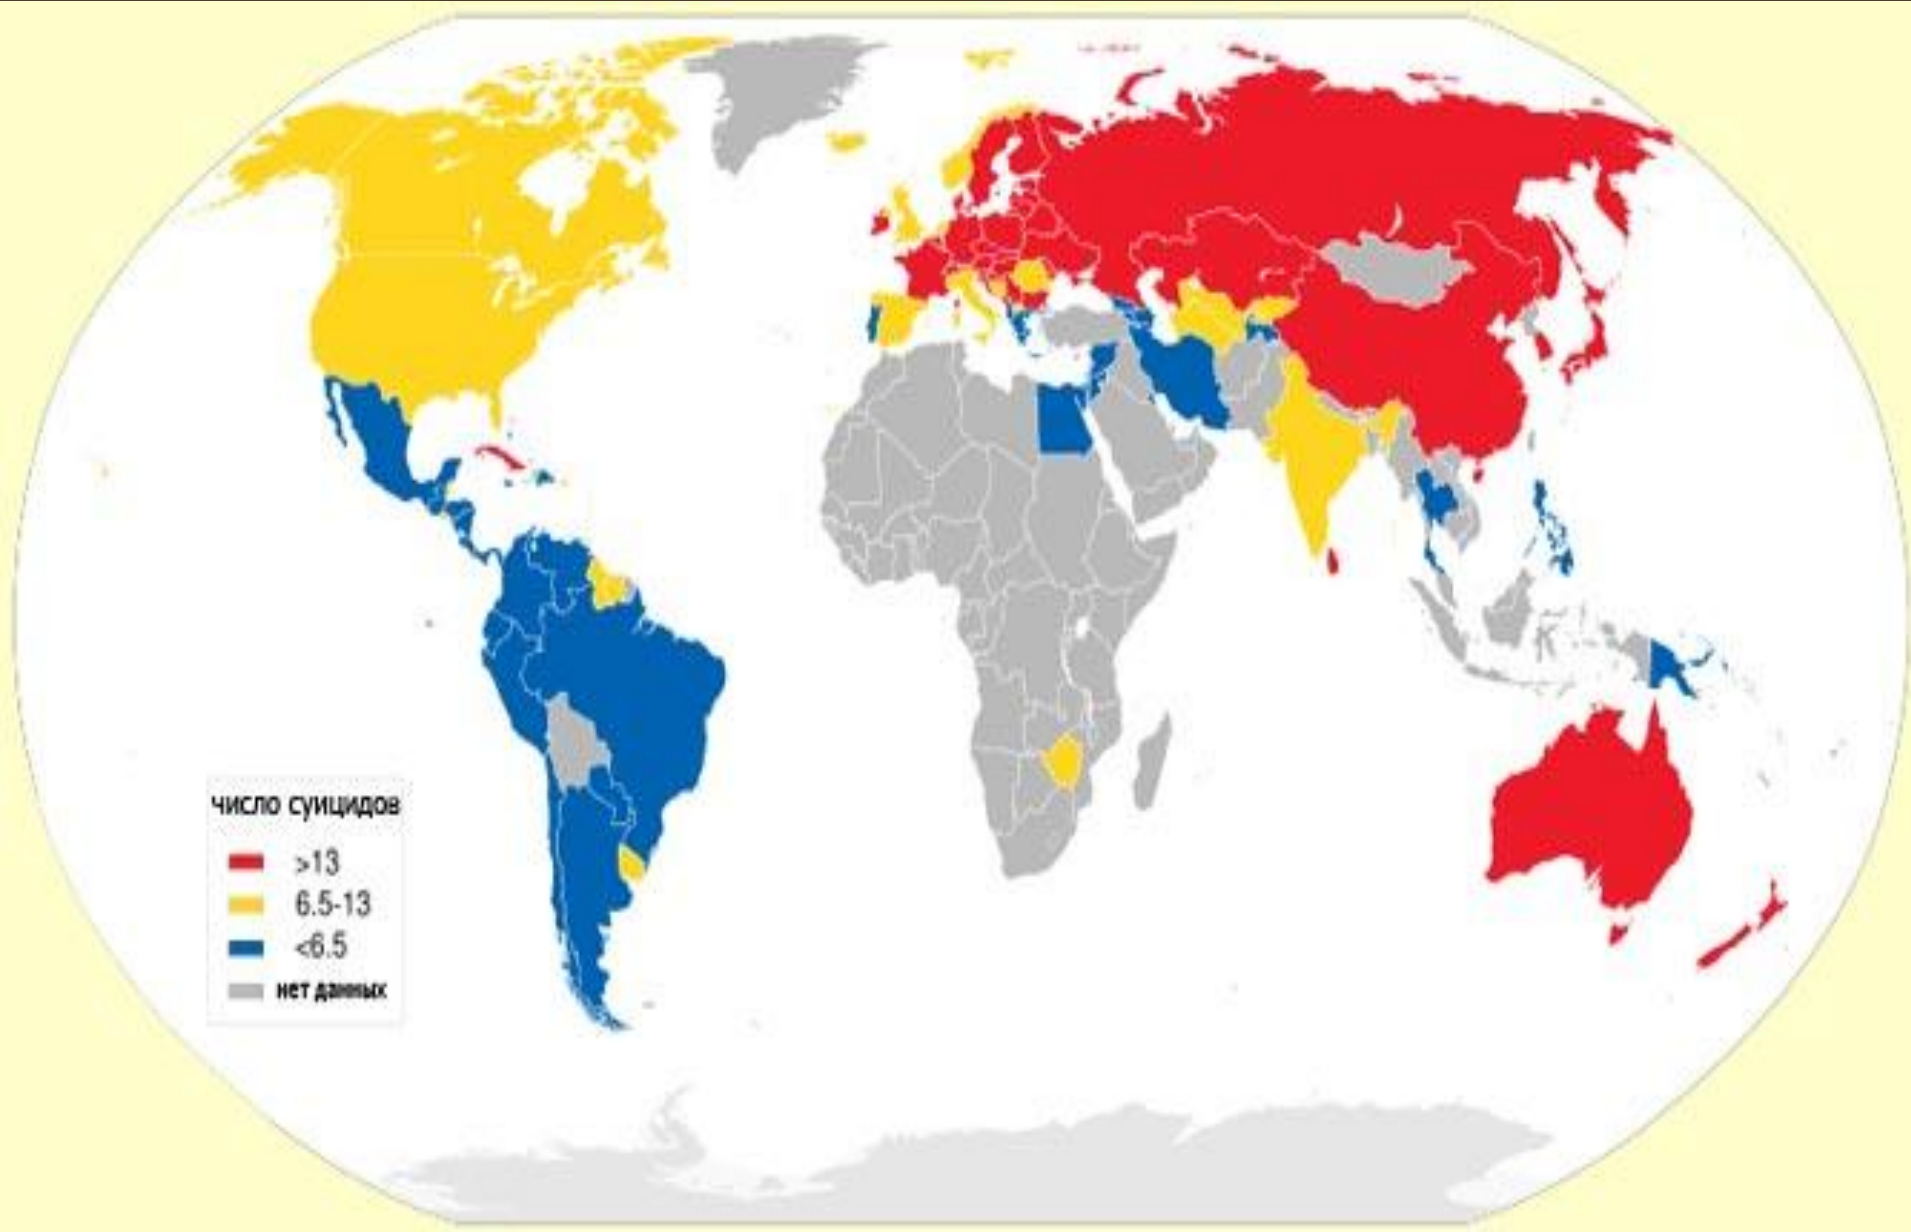 число суицидов
>13
6.5-13
<6.5
нет данных